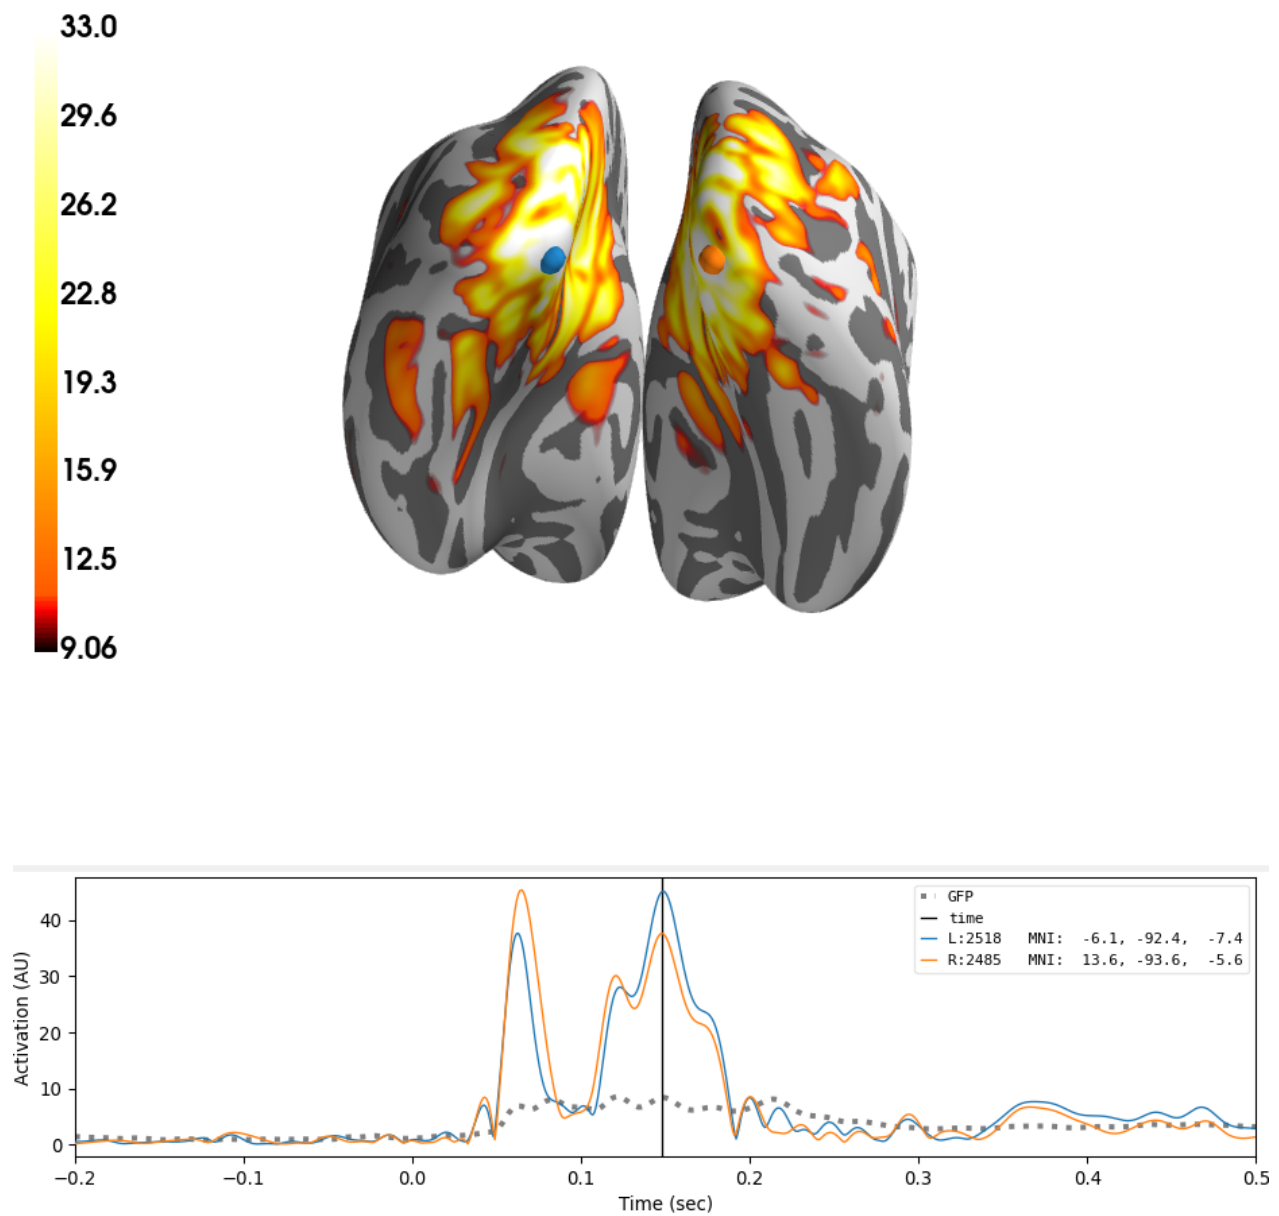 33.0
29.6
26.2
22.8
19.3
15.9
12.5
9.06
40
30
20
10
0
Activation (AU)
GFP
time
L:2518 MNI: -6.1, -92.4, -7.4
R:2485 MNI: 13.6, -93.6, -5.6
−0.2 −0.1 0.0 0.1 0.2 0.3 0.4 0.5
Time (sec)